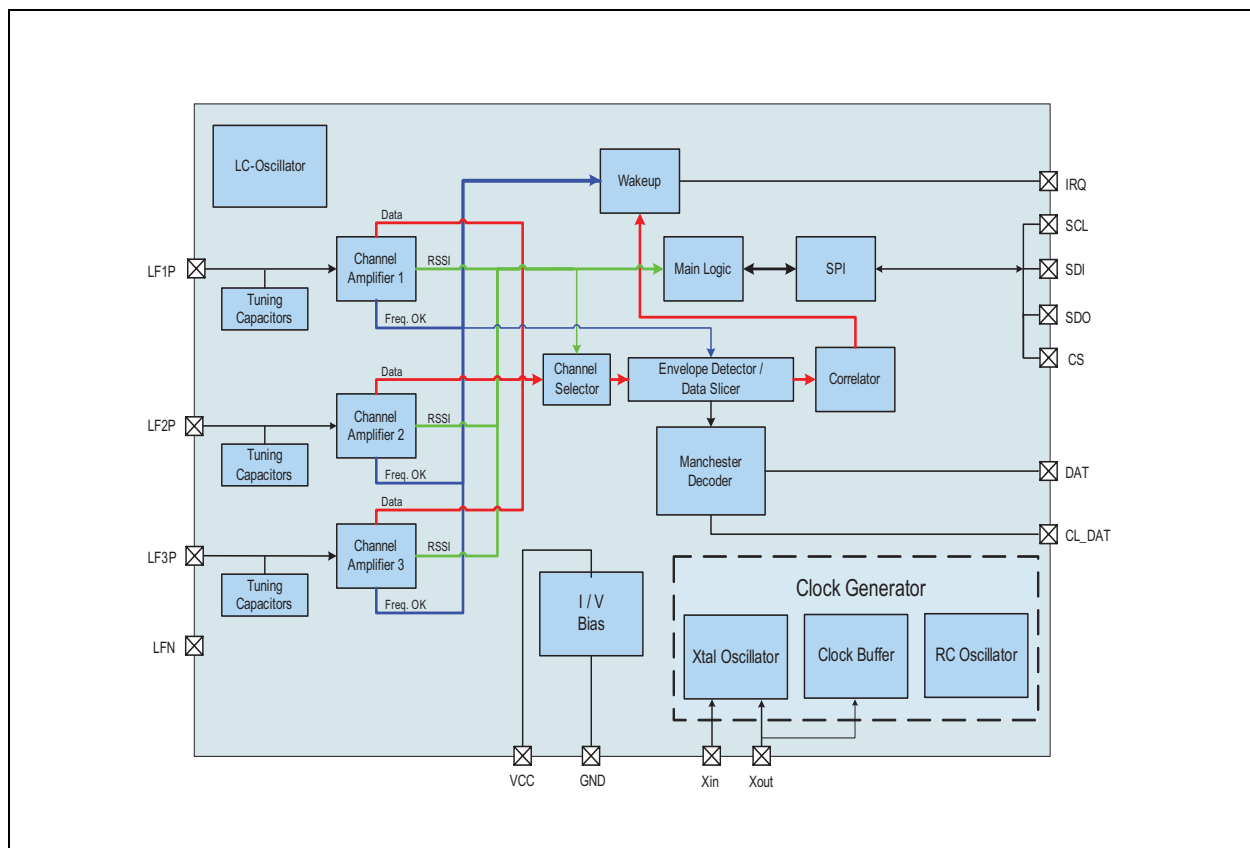 LC-Oscillator
Wakeup
IRQ
Data
SCL
LF1P
Channel
Amplifier 1
RSSI
Main Logic
SPI
SDI
Tuning
Capacitors
Freq. OK
SDO
CS
Data
Channel
Selector
Envelope Detector /
Data Slicer
Correlator
LF2P
Channel
Amplifier 2
RSSI
Tuning
Capacitors
Freq. OK
Manchester
Decoder
DAT
Data
LF3P
Channel
Amplifier 3
RSSI
CL_DAT
Tuning
Capacitors
Freq. OK
I / V
Bias
Clock Generator
LFN
Xtal Oscillator
Clock Buffer
RC Oscillator
VCC
GND
Xin
Xout